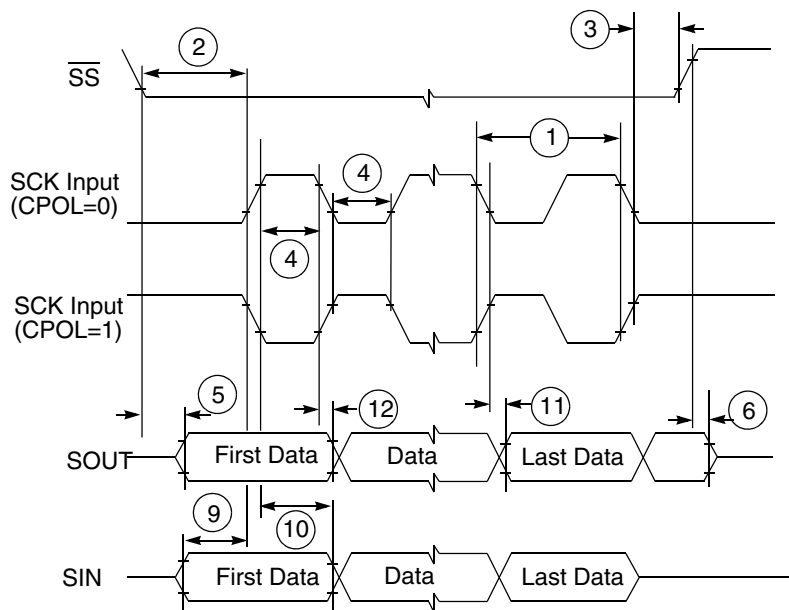 2
3
SS
1
SCK Input
(CPOL=0)
4
4
SCK Input
(CPOL=1)
5
12
11
6
SOUT
First Data
Data
Last Data
9
10
SIN
First Data
Data
Last Data